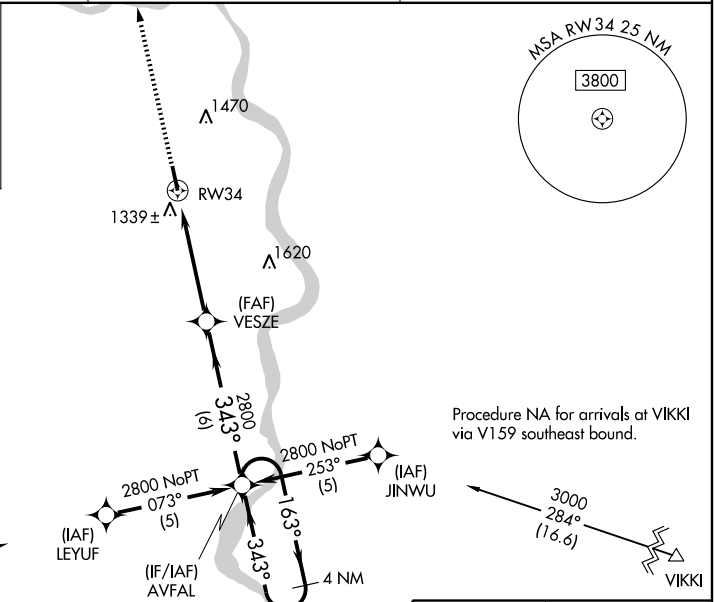 MSA RW34 25 NM
3800
1470
RW34
1339±
1620
(FAF)
VESZE
2800
343°
(6)
Procedure NA for arrivals at VIKKI
via V159 southeast bound.
2800 NoPT
253°
(5)
(IAF)
JINWU
2800 NoPT
073°
(5)
(IAF)
LEYUF
(IF/IAF)
AVFAL
343°
163°
4 NM
3000
284°
(16.6)
VIKKI